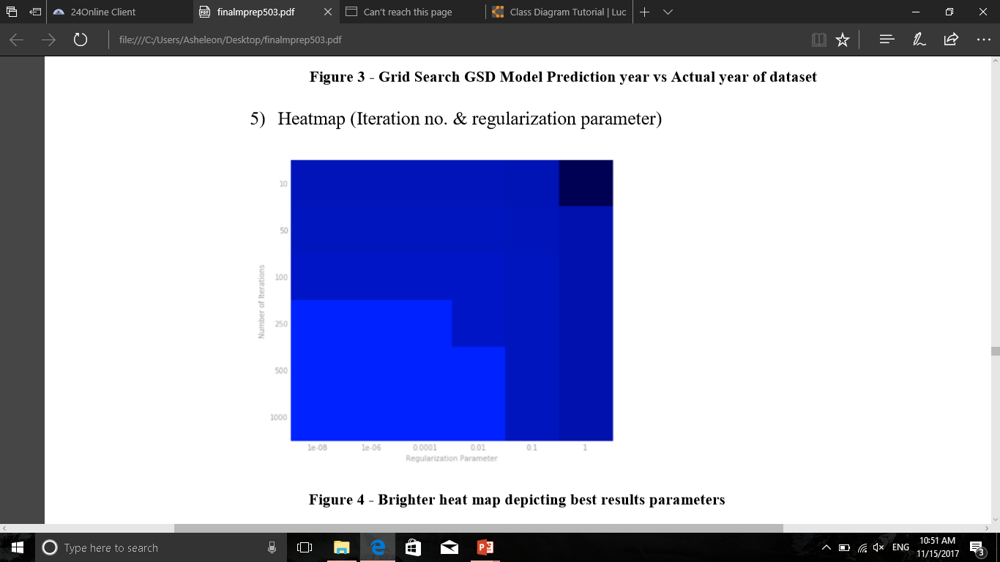 24Online Client
finalmprep503.pdf
Can't reach this page
Class Diagram Tutorial | Luc
file:///C:/Users/Asheleon/Desktop/finalmprep503.pdf
Figure 3 - Grid Search GSD Model Prediction year vs Actual year of dataset
5) Heatmap (Iteration no. & regularization parameter)
10
50
100
250
500
1000
Number of Iterations
1e-08 1e-06 0.0001 0.01 0.1 1
Regularization Parameter
Figure 4 - Brighter heat map depicting best results parameters
Type here to search
ENG
10:51 AM
11/15/2017
3